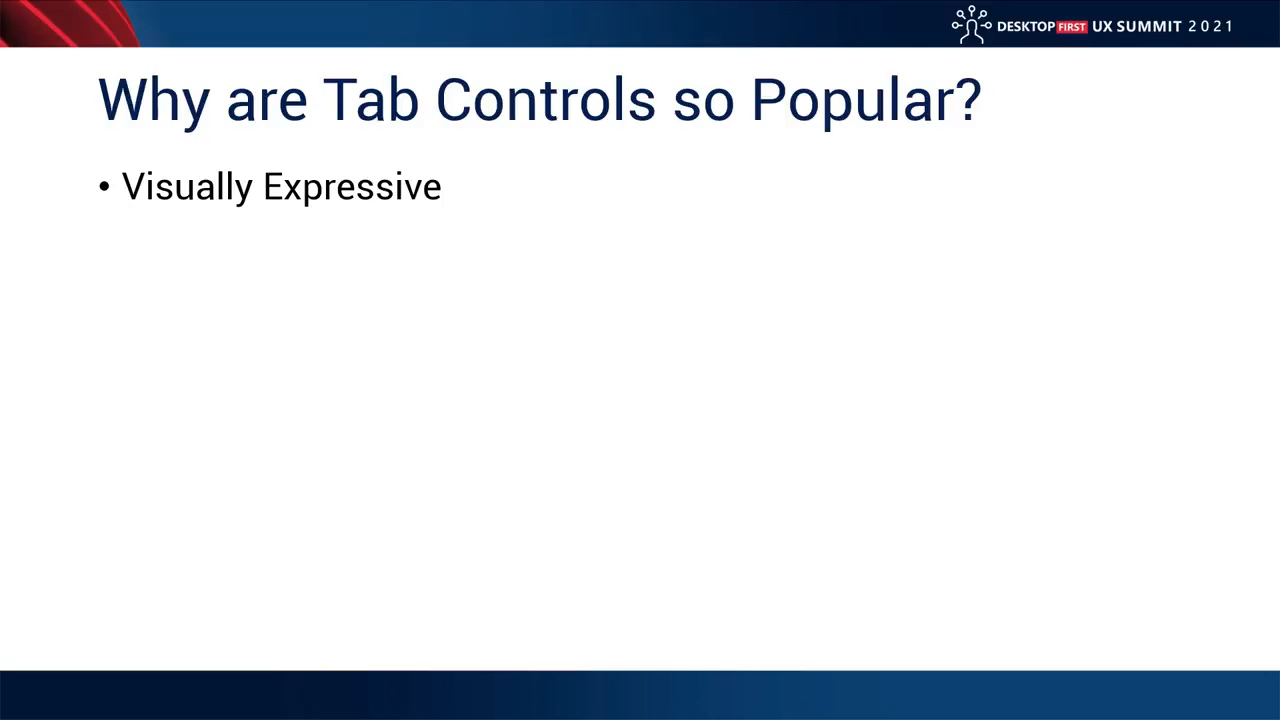 DESKTOP FIRST UX SUMMIT 2021
Why are Tab Controls so Popular?
• Visually Expressive